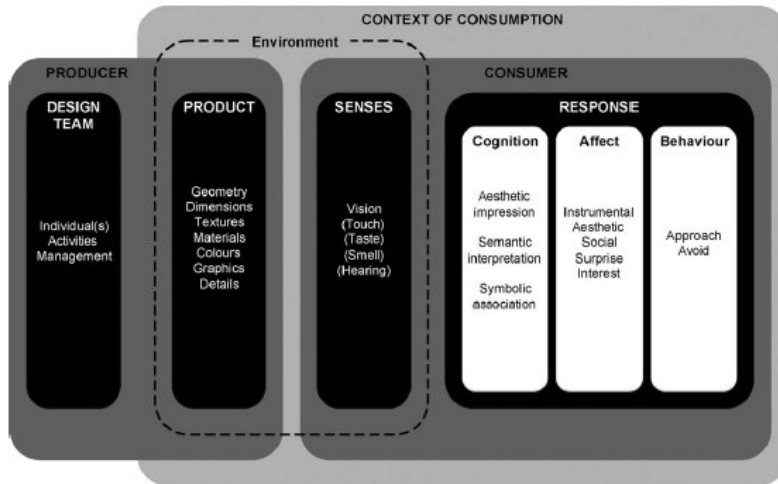 CONTEXT OF CONSUMPTION
Environment
PRODUCER
CONSUMER
DESIGN
TEAM
Individual(s)
Activities
Management
PRODUCT
Geometry
Dimensions
Textures
Materials
Colours
Graphics
Details
SENSES
Vision
(Touch)
(Taste)
(Smell)
(Hearing)
RESPONSE
Cognition
Aesthetic
impression
Semantic
interpretation
Symbolic
association
Affect
Instrumental
Aesthetic
Social
Surprise
Interest
Behaviour
Approach
Avoid